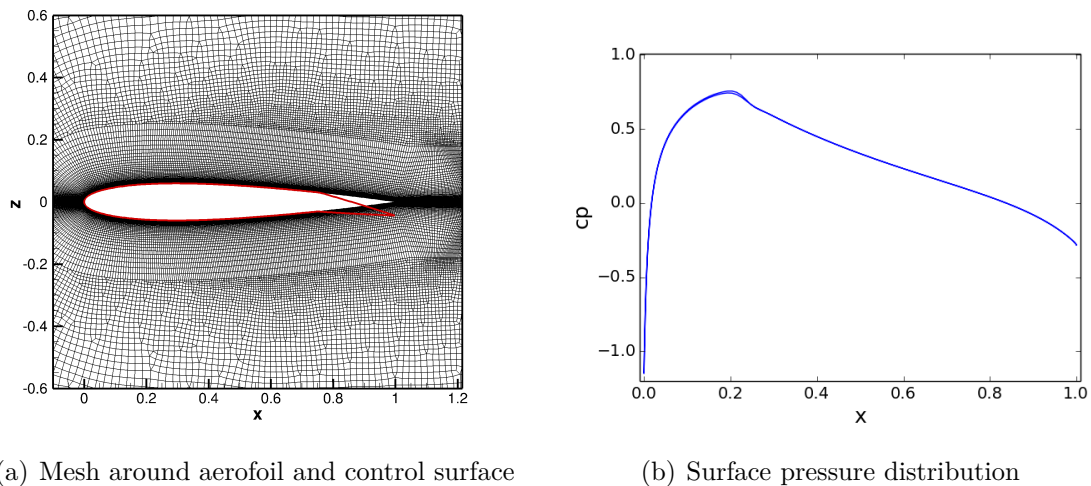 0.6
0.4
0.2
0
-0.2
-0.4
-0.6
z
0 0.2 0.4 0.6 0.8 1 1.2
x
1.0
0.5
0.0
−0.5
−1.0
cp
0.0 0.2 0.4 0.6 0.8 1.0
x
a) Mesh around aerofoil and control surface
(b) Surface pressure distribution